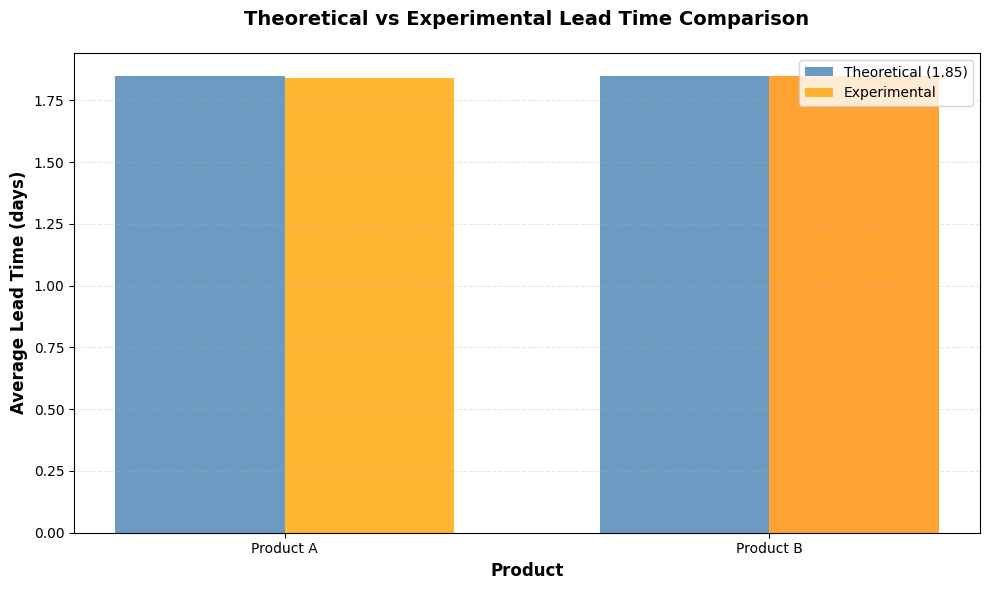 Theoretical vs Experimental Lead Time Comparison
Theoretical (1.85)
Experimental
Average Lead Time (days)
1.75
1.50
1.25
1.00
0.75
0.50
0.25
0.00
Product A
Product B
Product